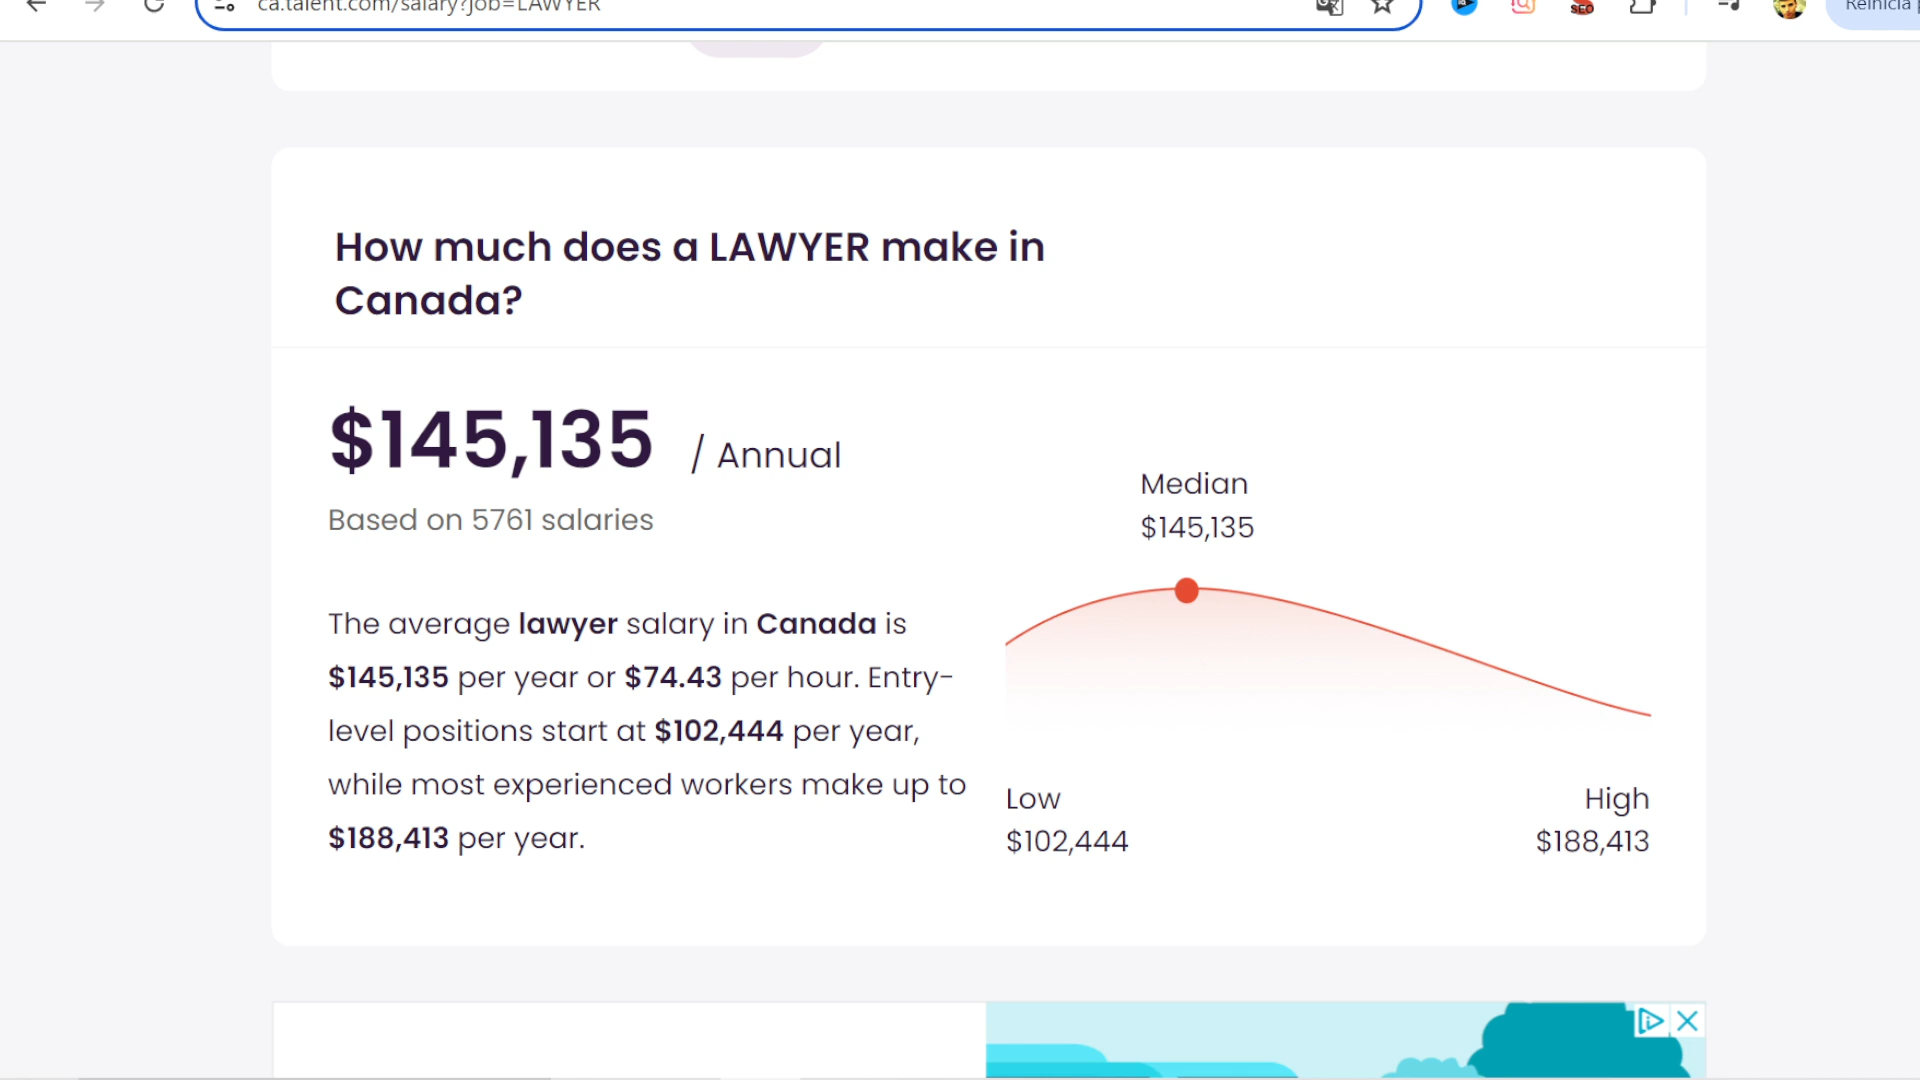 ca.talent.com/salary?job=LAWYER
SEO
Reinicia
How much does a LAWYER make in
Canada?
$145,135 / Annual
Based on 5761 salaries
The average lawyer salary in Canada is
$145,135 per year or $74.43 per hour. Entry-
level positions start at $102,444 per year,
while most experienced workers make up to
$188,413 per year.
Median
$145,135
Low
$102,444
High
$188,413